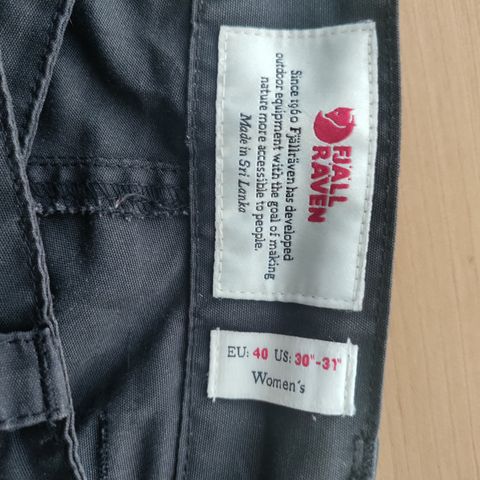 FJÄLL
RÄVEN
Since 1960 Fjällräven has developed
outdoor equipment with the goal of making
nature more accessible to people.
Made in Sri Lanka
EU: 40 US: 30"-31"
Women's